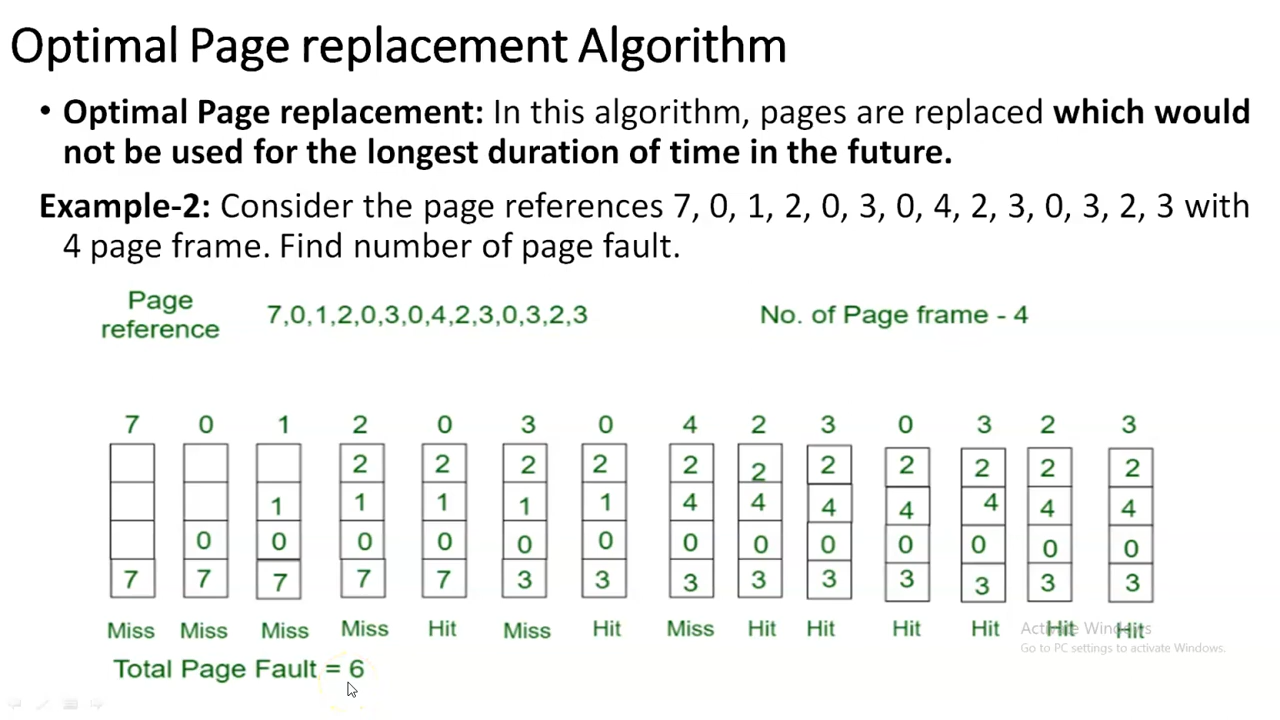 Optimal Page replacement Algorithm
• Optimal Page replacement: In this algorithm, pages are replaced which would
not be used for the longest duration of time in the future.
Example-2: Consider the page references 7, 0, 1, 2, 0, 3, 0, 4, 2, 3, 0, 3, 2, 3 with
4 page frame. Find number of page fault.
Page
reference
7,0,1,2,0,3,0,4,2,3,0,3,2,3
No. of Page frame - 4
7 0 1 2 0 3 0 4 2 3 0 3 2 3
2 2 2 2 2 2 2 2 2 2 2
1 1 1 1 1 4 4 4 4 4 4 4
0 0 0 0 0 0 0 0 0 0 0 0 0
7 7 7 7 7 3 3 3 3 3 3 3 3 3
Miss Miss Miss Miss Hit Miss Hit Miss Hit Hit Hit Hit Hit Hit
Activate Windows
Go to PC settings to activate Windows.
Total Page Fault = 6